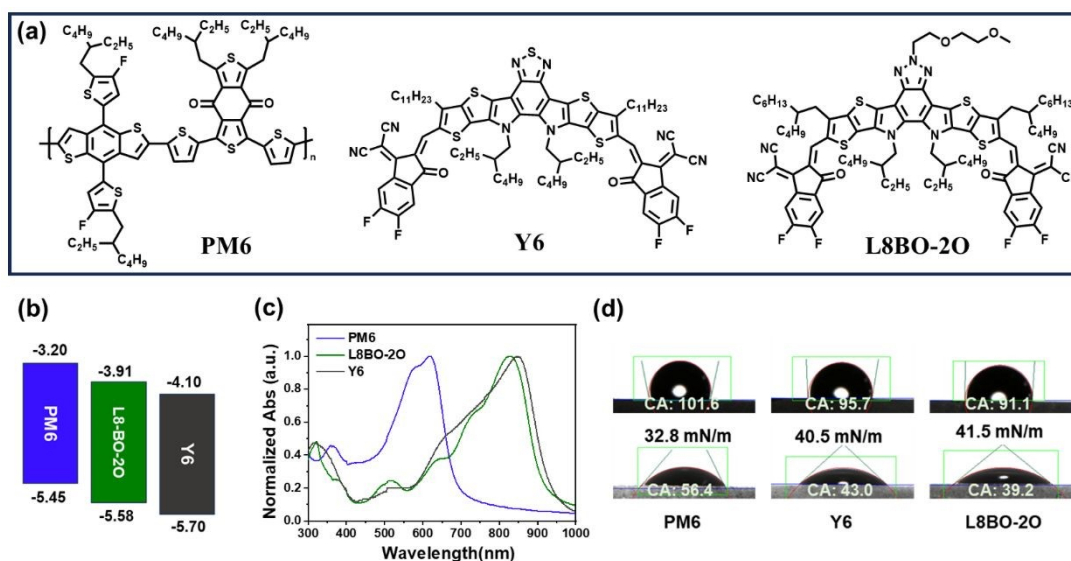 (a)
C2H5
C4H9
C2H5
C4H9
C4H9
C2H5
F
S
S
O
O
S
S
S
S
n
S
F
C2H5
C4H9
PM6
N
S
N
C11H23
S
S
S
S
C11H23
NC
CN
N
N
CN
CN
O
C2H5
C4H9
C2H5
C4H9
O
F
F
F
F
Y6
O
O
N
N
N
C6H13
C4H9
S
S
S
S
C6H13
C4H9
NC
CN
N
N
CN
O
C4H9
C2H5
C4H9
C2H5
O
F
F
F
F
L8BO-2O
(b)
-3.20
-3.91
-4.10
PM6
L8-BO-2O
Y6
-5.45
-5.58
-5.70
(c)
PM6
L8BO-2O
Y6
Normalized Abs (a.u.)
1.0
0.8
0.6
0.4
0.2
0.0
300 400 500 600 700 800 900 1000
Wavelength(nm)
(d)
CA: 101.6 CA: 95.7 CA: 91.1
32.8 mN/m 40.5 mN/m 41.5 mN/m
CA: 56.4 CA: 43.0 CA: 39.2
PM6 Y6 L8BO-2O